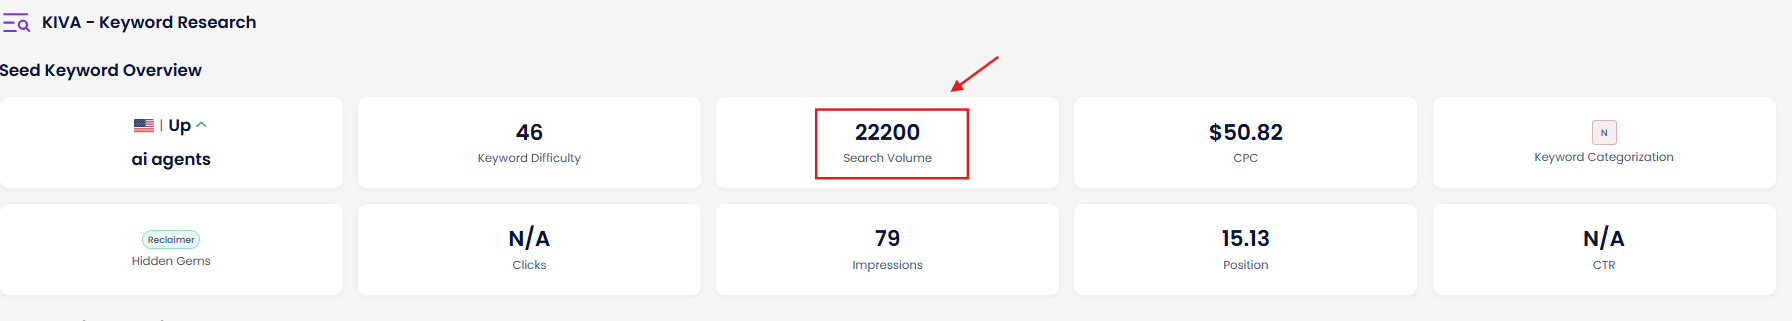 KIVA - Keyword Research
Seed Keyword Overview
| Up
ai agents
46
Keyword Difficulty
22200
Search Volume
$50.82
CPC
N
Keyword Categorization
Reclaimer
Hidden Gems
N/A
Clicks
79
Impressions
15.13
Position
N/A
CTR